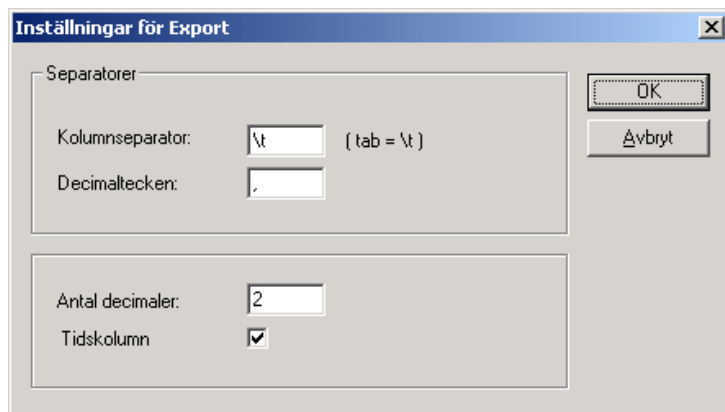 Inställningar för Export
Separatorer
Kolumnseparator: \t ( tab = \t )
Decimaltecken: ,
OK
Avbryt
Antal decimaler: 2
Tidskolumn